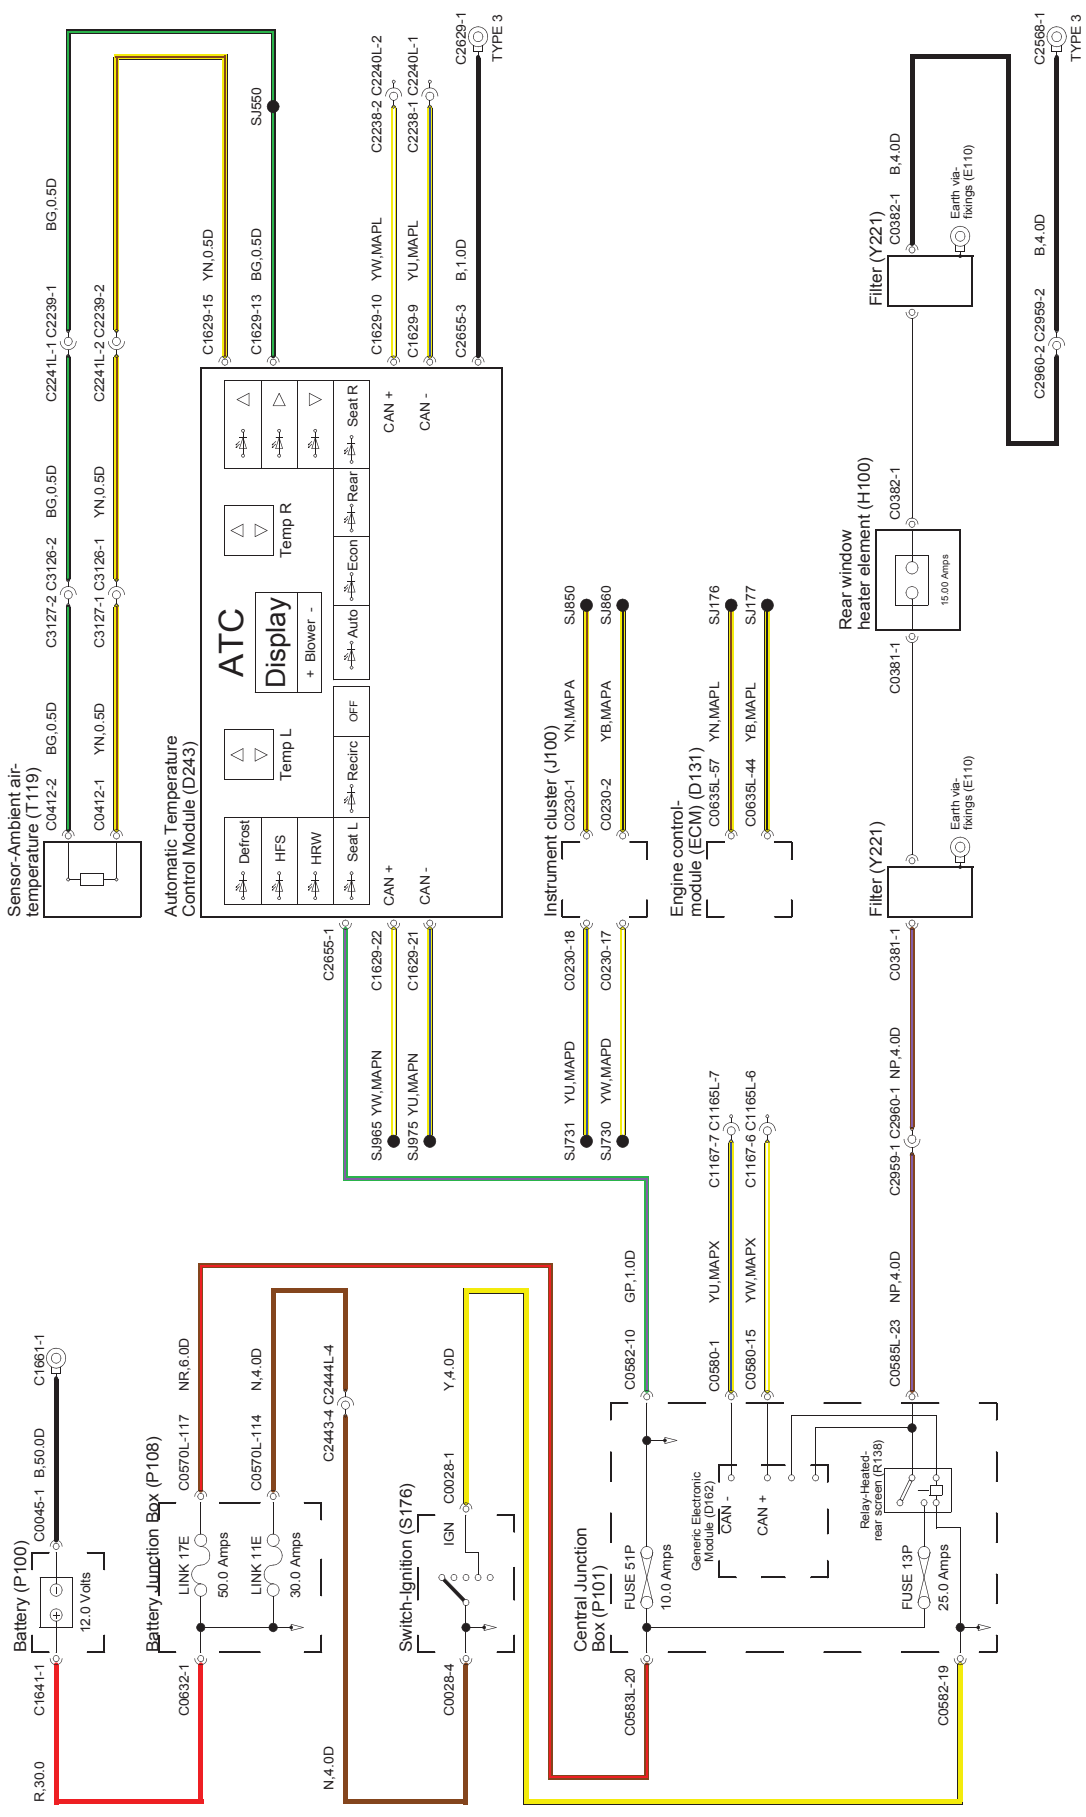 Battery (P100)
C1641-1
C0045-1
C1661-1
R,30.0
B,50.0D
12.0 Volts
Battery Junction Box (P108)
C0632-1
LINK 17E
50.0 Amps
LINK 11E
30.0 Amps
C0570L-117
NR,6.0D
C0570L-114
N,4.0D
C2443-4
C2444L-4
N,4.0D
Switch-Ignition (S176)
C0028-4
IGN
C0028-1
Y,4.0D
Central Junction
Box (P101)
C0583L-20
FUSE 51P
10.0 Amps
C0582-10
GP,1.0D
Generic Electronic
Module (D162)
CAN -
CAN +
C0580-1
YU,MAPX
C1167-7
C1165L-7
C0580-15
YW,MAPX
C1167-6
C1165L-6
Relay-Heated-
rear screen (R138)
FUSE 13P
25.0 Amps
C0582-19
C0585L-23
NP,4.0D
C2959-1
C2960-1
NP,4.0D
C0381-1
Filter (Y221)
Earth via-
fixings (E110)
C0381-1
Rear window
heater element (H100)
15.00 Amps
C0382-1
Filter (Y221)
Earth via-
fixings (E110)
C0382-1
B,4.0D
C2960-2
C2959-2
B,4.0D
C2568-1
TYPE 3
Sensor-Ambient air-
temperature (T119)
C0412-2
BG,0.5D
C3127-2
C3126-2
BG,0.5D
C2241L-1
C2239-1
BG,0.5D
C0412-1
YN,0.5D
C3127-1
C3126-1
YN,0.5D
C2241L-2
C2239-2
Automatic Temperature
Control Module (D243)
C1629-15
YN,0.5D
C1629-13
BG,0.5D
SJ550
Defrost
HFS
HRW
Seat L
Recirc
OFF
Temp L
ATC
Display
+ Blower -
Auto
Econ
Rear
Seat R
Temp R
CAN +
CAN -
CAN +
CAN -
C2655-1
SJ965
YW,MAPN
C1629-22
SJ975
YU,MAPN
C1629-21
C1629-10
YW,MAPL
C2238-2
C2240L-2
C1629-9
YU,MAPL
C2238-1
C2240L-1
C2655-3
B,1.0D
C2629-1
TYPE 3
Instrument cluster (J100)
SJ731
YU,MAPD
C0230-18
C0230-1
YN,MAPA
SJ850
SJ730
YW,MAPD
C0230-17
C0230-2
YB,MAPA
SJ860
Engine control-
module (ECM) (D131)
C0635L-57
YN,MAPL
SJ176
C0635L-44
YB,MAPL
SJ177